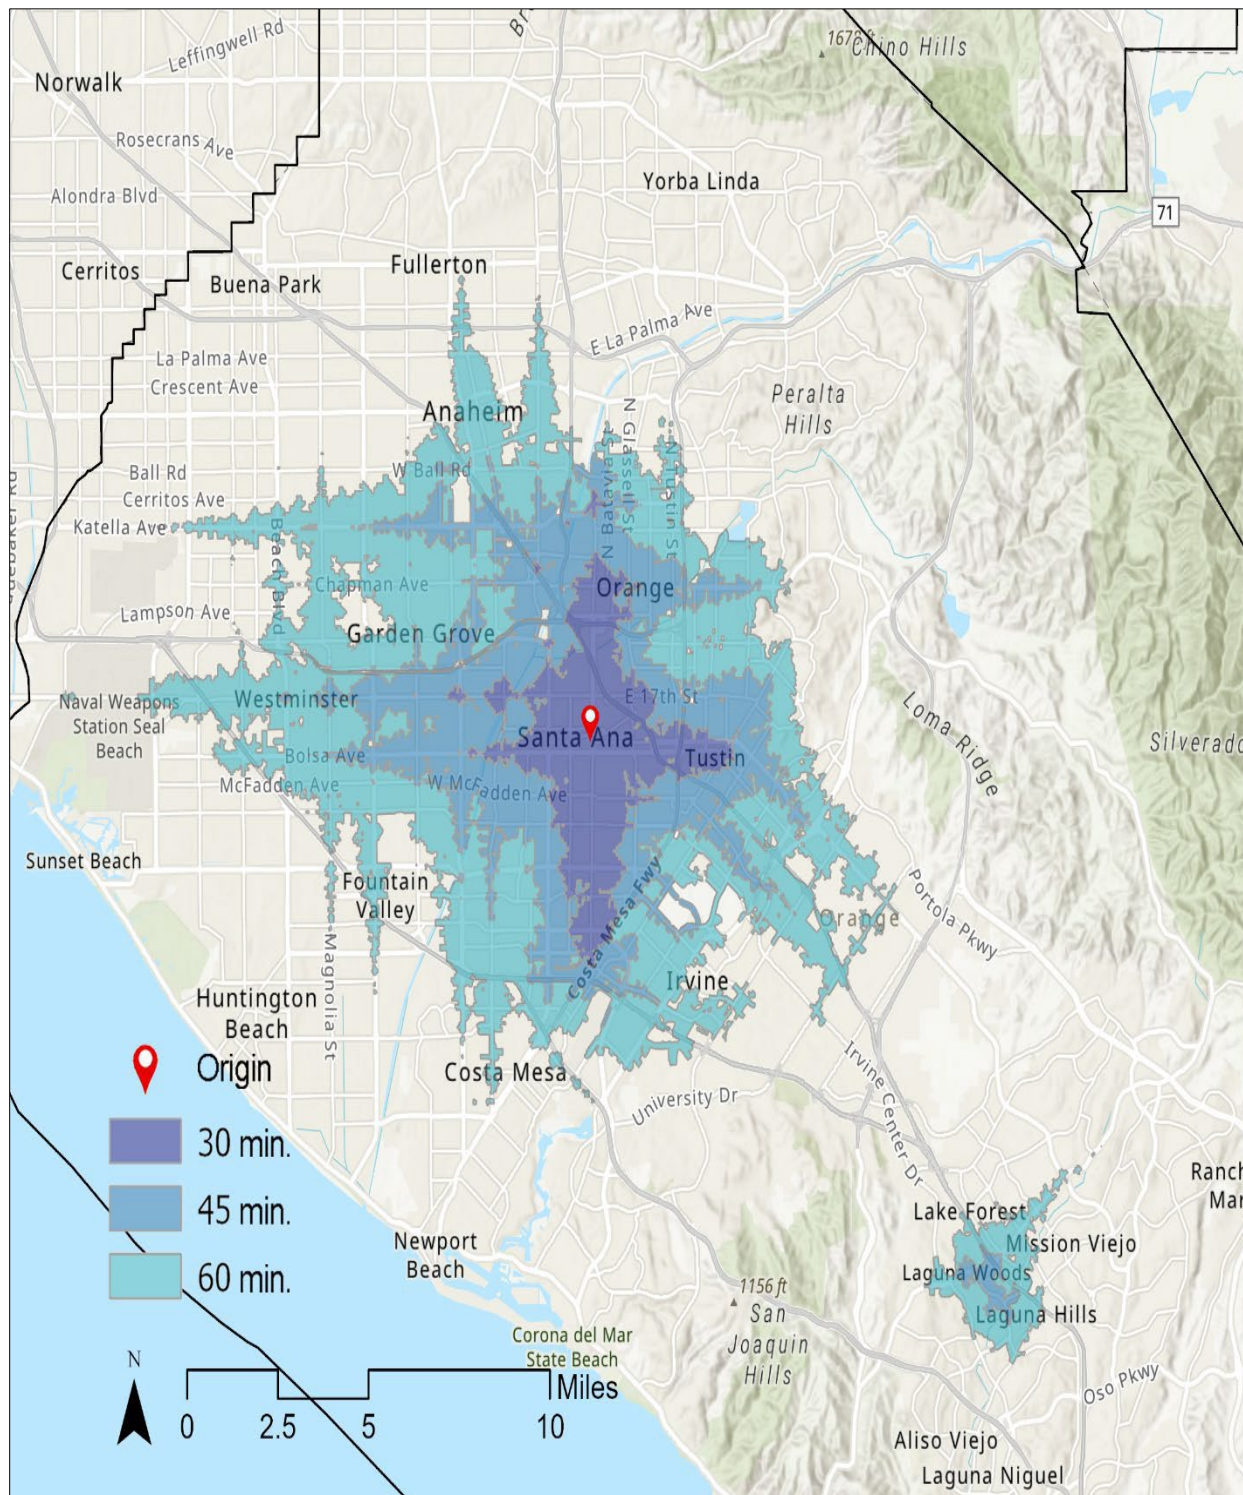 Leffingwell Rd
1678 ft
Chino Hills
Norwalk
Rosecrans Ave
Yorba Linda
Alondra Blvd
71
Cerritos
Buena Park
Fullerton
E La Palma Ave
La Palma Ave
Crescent Ave
Peralta
Hills
Anaheim
N Glassell St
N Batavia St
N Tustin St
W Ball Rd
Ball Rd
Cerritos Ave
Katella Ave
Beach Blvd
Chapman Ave
Orange
Lampson Ave
Garden Grove
E 17th St
Westminster
Naval Weapons
Station Seal
Beach
Santa Ana
Tustin
Loma Ridge
Silverado
Bolsa Ave
McFadden Ave
W McFadden Ave
Sunset Beach
Fountain
Valley
Costa Mesa Fwy
Orange
Portola Pkwy
Magnolia St
Irvine
Huntington
Beach
Origin
Costa Mesa
University Dr
Irvine Center Dr
30 min.
45 min.
60 min.
Ranch
Mar
Lake Forest
Mission Viejo
Laguna Woods
Laguna Hills
Newport
Beach
1156 ft
San
Joaquin
Hills
Corona del Mar
State Beach
N
Miles
0 2.5 5 10
Oso Pkwy
Aliso Viejo
Laguna Niguel